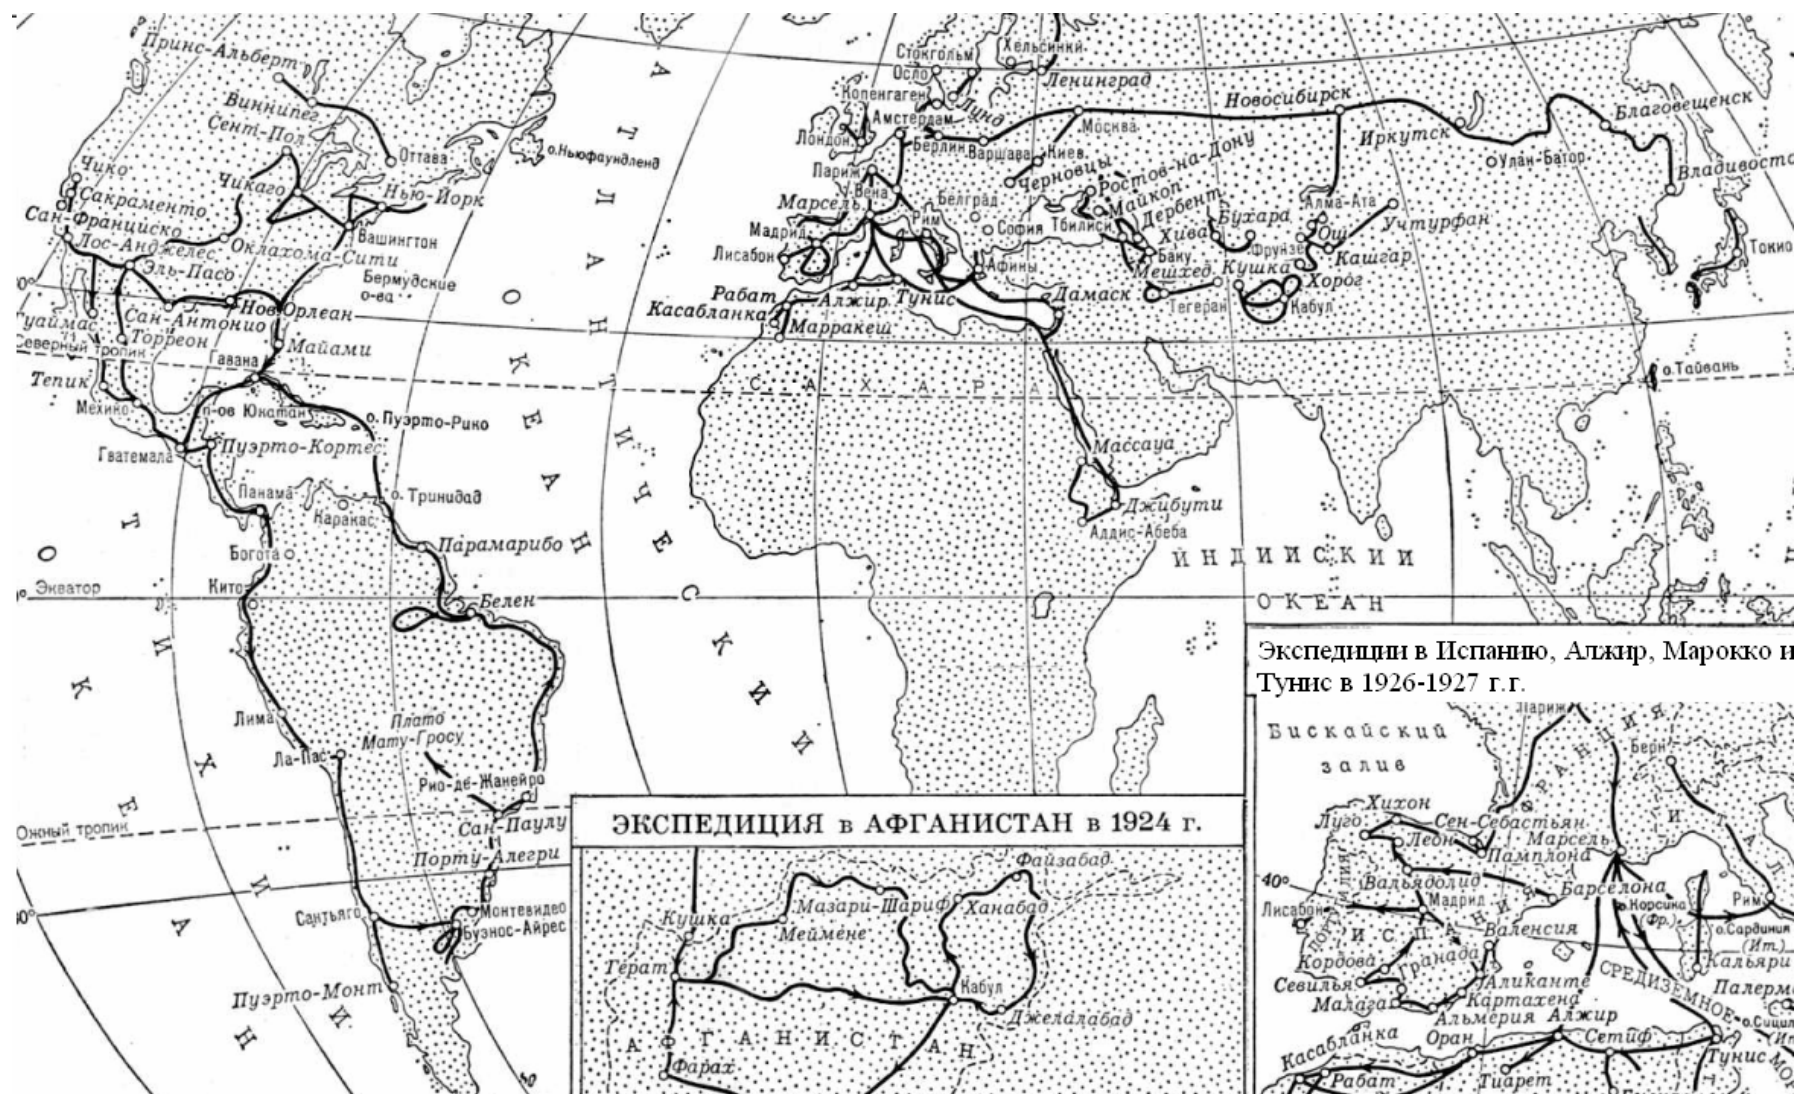 Принс-Альберт
Виннипег
Сент-Пол
Оттава
о.Ньюфаундленд
Чико
Сакраменто
Сан-Франциско
Лос-Анджелес
Чикаго
Нью-Йорк
Вашингтон
Оклахома-Сити
Эль-Пасо
Бермудские
о-ва
Сан-Антонио
Нов.Орлеан
Гуаймас
Торреон
Майами
Северный тропик
Гавана
Тепик
Мехико
п-ов Юкатан
о. Пуэрто-Рико
Гватемала
Пуэрто-Кортес
Панама
о. Тринидад
Каракас
Богота
Парамарибо
Кито
Экватор
0°
Белен
Лима
Плато
Мату-Гросу
Ла-Пас
Рио-де-Жанейро
Южный тропик
Сан-Паулу
Порту-Алегри
Сантьяго
Монтевидео
Буэнос-Айрес
Пуэрто-Монт
ТИХИЙ
ОКЕАН
АТЛАНТИЧЕСКИЙ
ОКЕАН
Стокгольм
Хельсинки
Осло
Ленинград
Копенгаген
Лунд
Амстердам
Лондон
Берлин
Варшава
Москва
Киев
Черновцы
Новосибирск
Иркутск
Благовещенск
Улан-Батор
Владивосто
Париж
Вена
Белград
Ростов-на-Дону
Майкоп
Дербент
Марсель
Рим
София
Тбилиси
Баку
Мадрид
Лисабон
Афины
Хива
Бухара
Алма-Ата
Фрунзе
Ош
Учтурфан
Кашгар
Мешхед
Кушка
Хорог
Токио
Рабат
Касабланка
Алжир
Тунис
Дамаск
Тегеран
Кабул
Марракеш
САХАРА
о.Тайвань
Массауа
Джибути
Аддис-Абеба
ИНДИЙСКИЙ
ОКЕАН
ЭКСПЕДИЦИЯ в АФГАНИСТАН в 1924 г.
Файзабад
Мазари-Шариф
Ханабад
Кушка
Меймене
Герат
Кабул
Джелалабад
АФГАНИСТАН
Фарах
Экспедиции в Испанию, Алжир, Марокко и
Тунис в 1926-1927 г.г.
Париж
ФРАНЦИЯ
Бискайский
залив
Берн
ИТАЛ
Хихон
Луго
Сен-Себастьян
Леон
Памплона
Марсель
40°
Вальядолид
Барселона
Лисабон
Мадрид
о.Корсика
(Фр.)
Рим
ПОРТУГАЛИЯ
ИСПАНИЯ
Валенсия
о.Сардиния
(Ит.)
Кордова
Гранада
Кальяри
Севилья
Аликанте
СРЕДИЗЕМНОЕ
МОР
Палерм
Малага
Картахена
Альмерия
Алжир
Касабланка
Оран
Сетиф
Тунис
Рабат
Тиарет